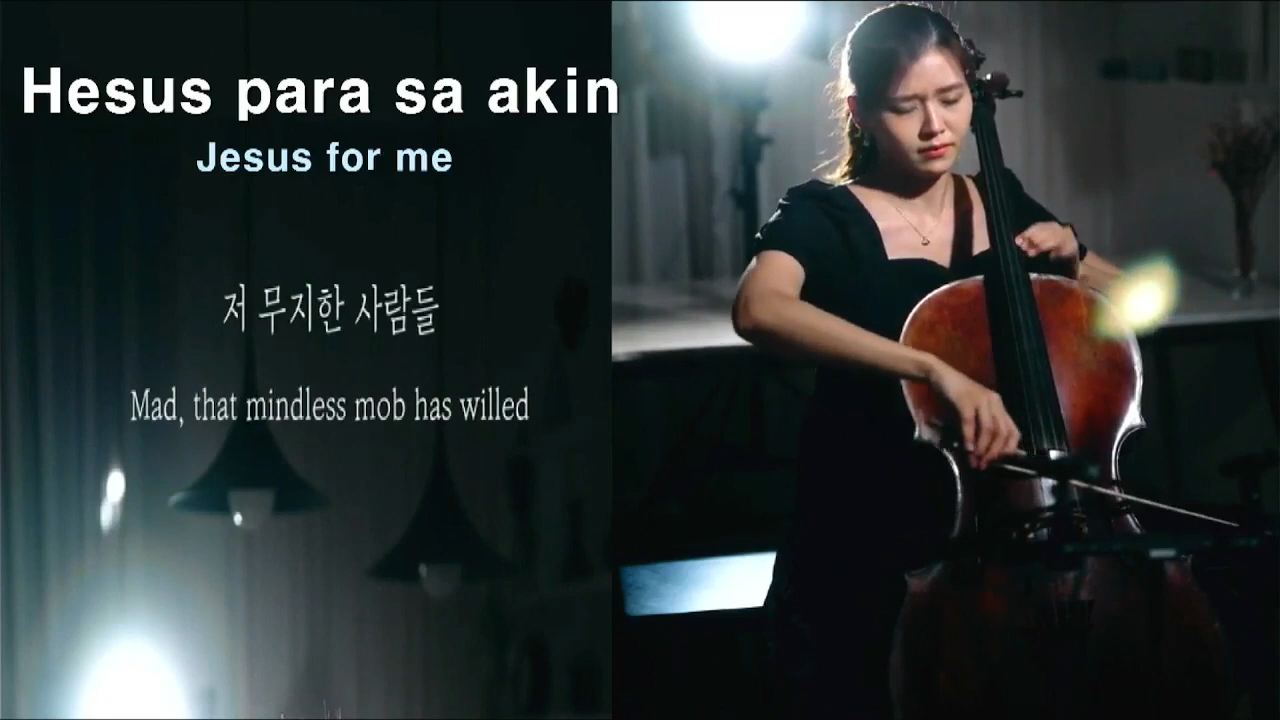 Hesus para sa akin
Jesus for me
저 무지한 사람들
Mad, that mindless mob has willed